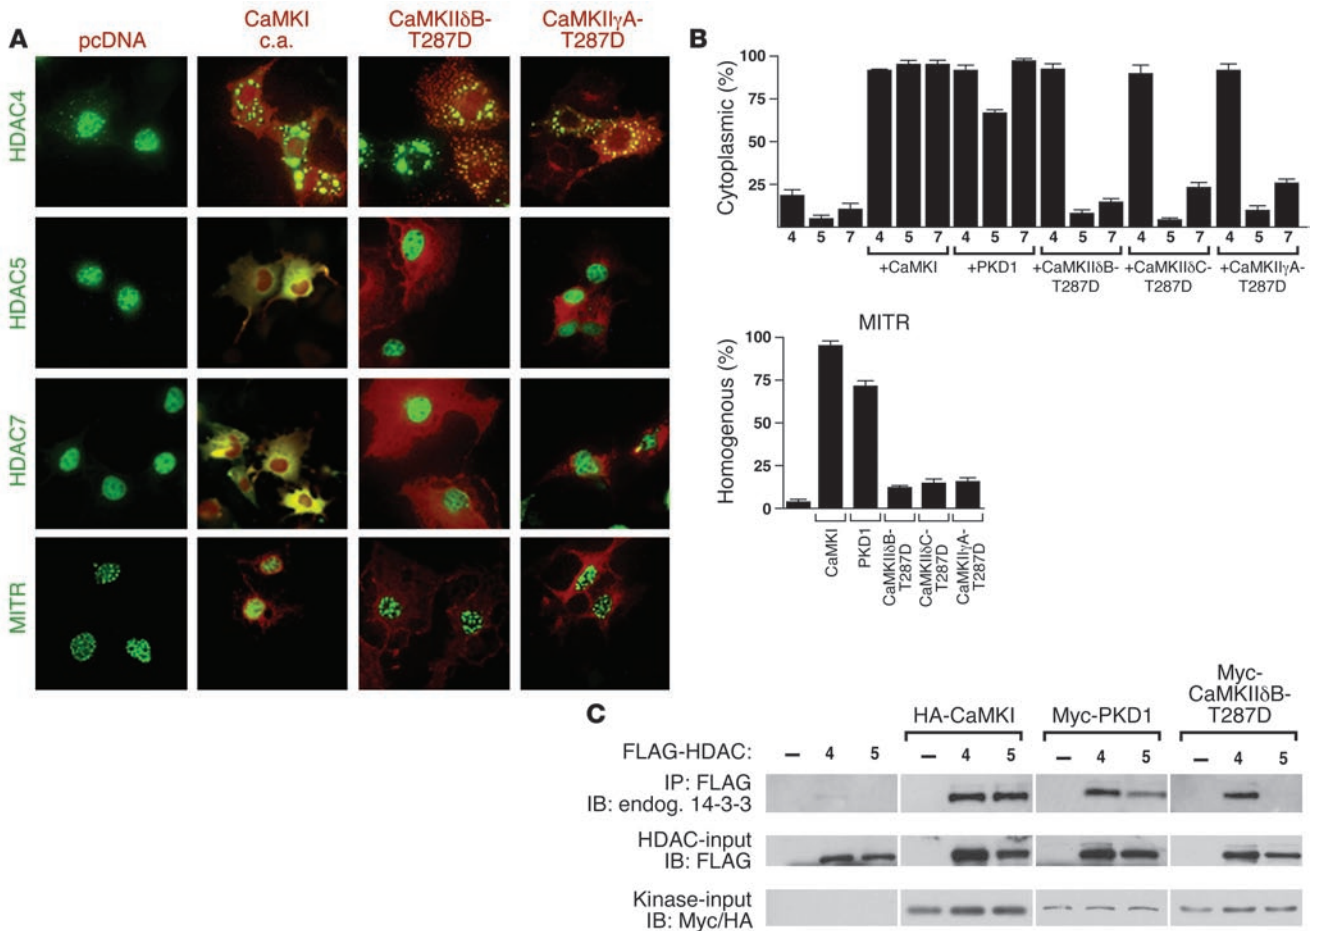 A
pcDNA
CaMKI
c.a.
CaMKIIδB-
T287D
CaMKIIγA-
T287D
HDAC4
HDAC5
HDAC7
MITR
B
Cytoplasmic (%)
100
75
50
25
4 5 7 4 5 7 4 5 7 4 5 7 4 5 7 4 5 7
+CaMKI
+PKD1
+CaMKIIδB-
T287D
+CaMKIIδC-
T287D
+CaMKIIγA-
T287D
MITR
Homogenous (%)
100
75
50
25
0
CaMKI
PKD1
CaMKIIδB-
T287D
CaMKIIδC-
T287D
CaMKIIγA-
T287D
C
HA-CaMKI
Myc-PKD1
Myc-
CaMKIIδB-
T287D
FLAG-HDAC: – 4 5 – 4 5 – 4 5 – 4 5
IP: FLAG
IB: endog. 14-3-3
HDAC-input
IB: FLAG
Kinase-input
IB: Myc/HA